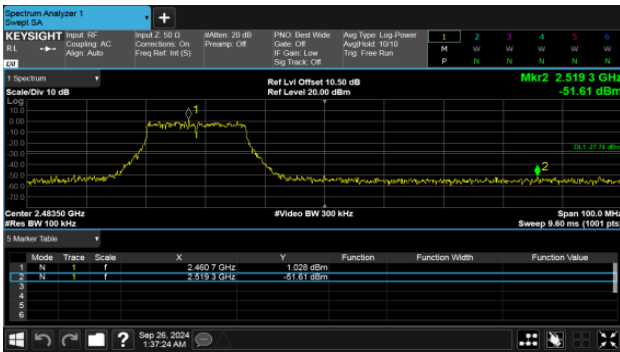 Spectrum Analyzer 1
Swept SA
KEYSIGHT
RL
LXI
Input: RF
Coupling: AC
Align: Auto
Input Z: 50 Ω
Corrections: On
Freq Ref: Int (S)
#Atten: 20 dB
Preamp: Off
PNO: Best Wide
Gate: Off
IF Gain: Low
Sig Track: Off
Avg Type: Log-Power
Avg|Hold: 10/10
Trig: Free Run
1 2 3 4 5 6
M W W W W W
P N N N N N
1 Spectrum
Scale/Div 10 dB
Ref Lvl Offset 10.50 dB
Ref Level 20.00 dBm
Mkr2 2.519 3 GHz
-51.61 dBm
Log
10.0
0.00
-10.0
-20.0
-30.0
-40.0
-50.0
-60.0
-70.0
1
DL1 -27.74 dBm
2
Center 2.48350 GHz
#Res BW 100 kHz
#Video BW 300 kHz
Span 100.0 MHz
Sweep 9.60 ms (1001 pts)
5 Marker Table
Mode Trace Scale X Y Function Function Width Function Value
1 N 1 f 2.460 7 GHz 1.028 dBm
2 N 1 f 2.519 3 GHz -51.61 dBm
3
4
5
6
?
Sep 26, 2024
1:37:24 AM